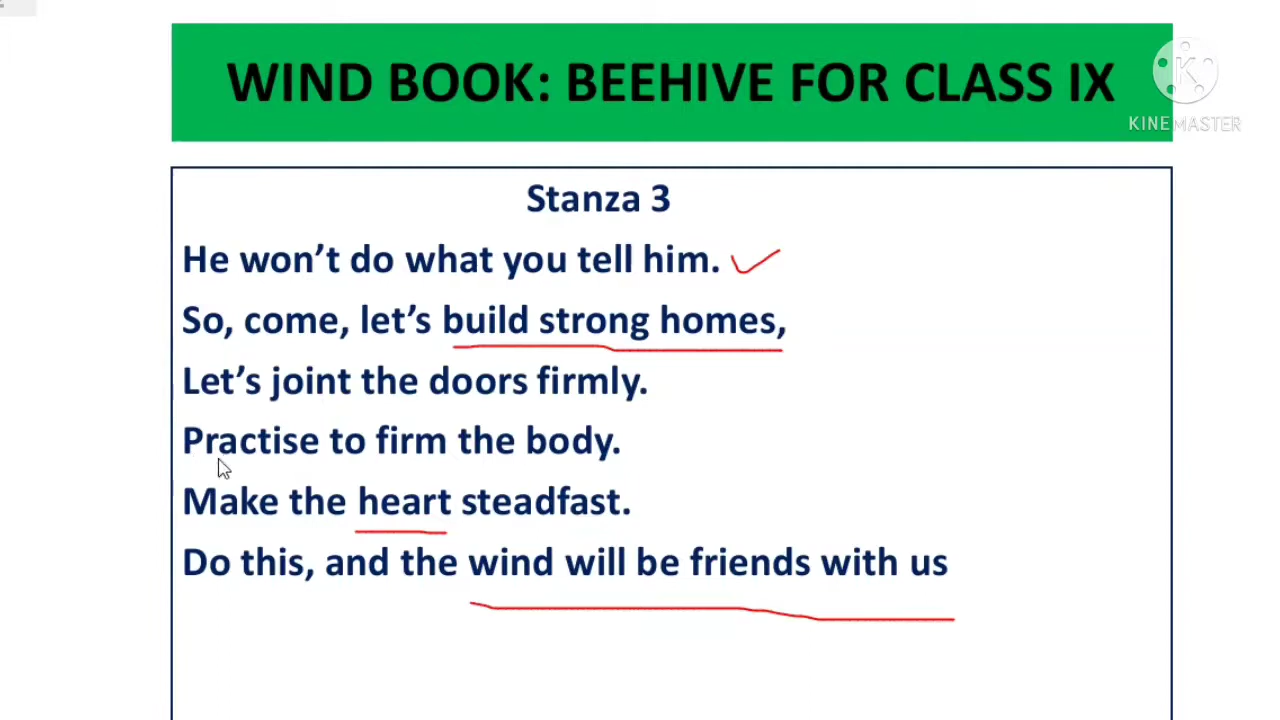 WIND BOOK: BEEHIVE FOR CLASS IX
KINEMASTER
Stanza 3
He won't do what you tell him.
So, come, let's build strong homes,
Let's joint the doors firmly.
Practise to firm the body.
Make the heart steadfast.
Do this, and the wind will be friends with us